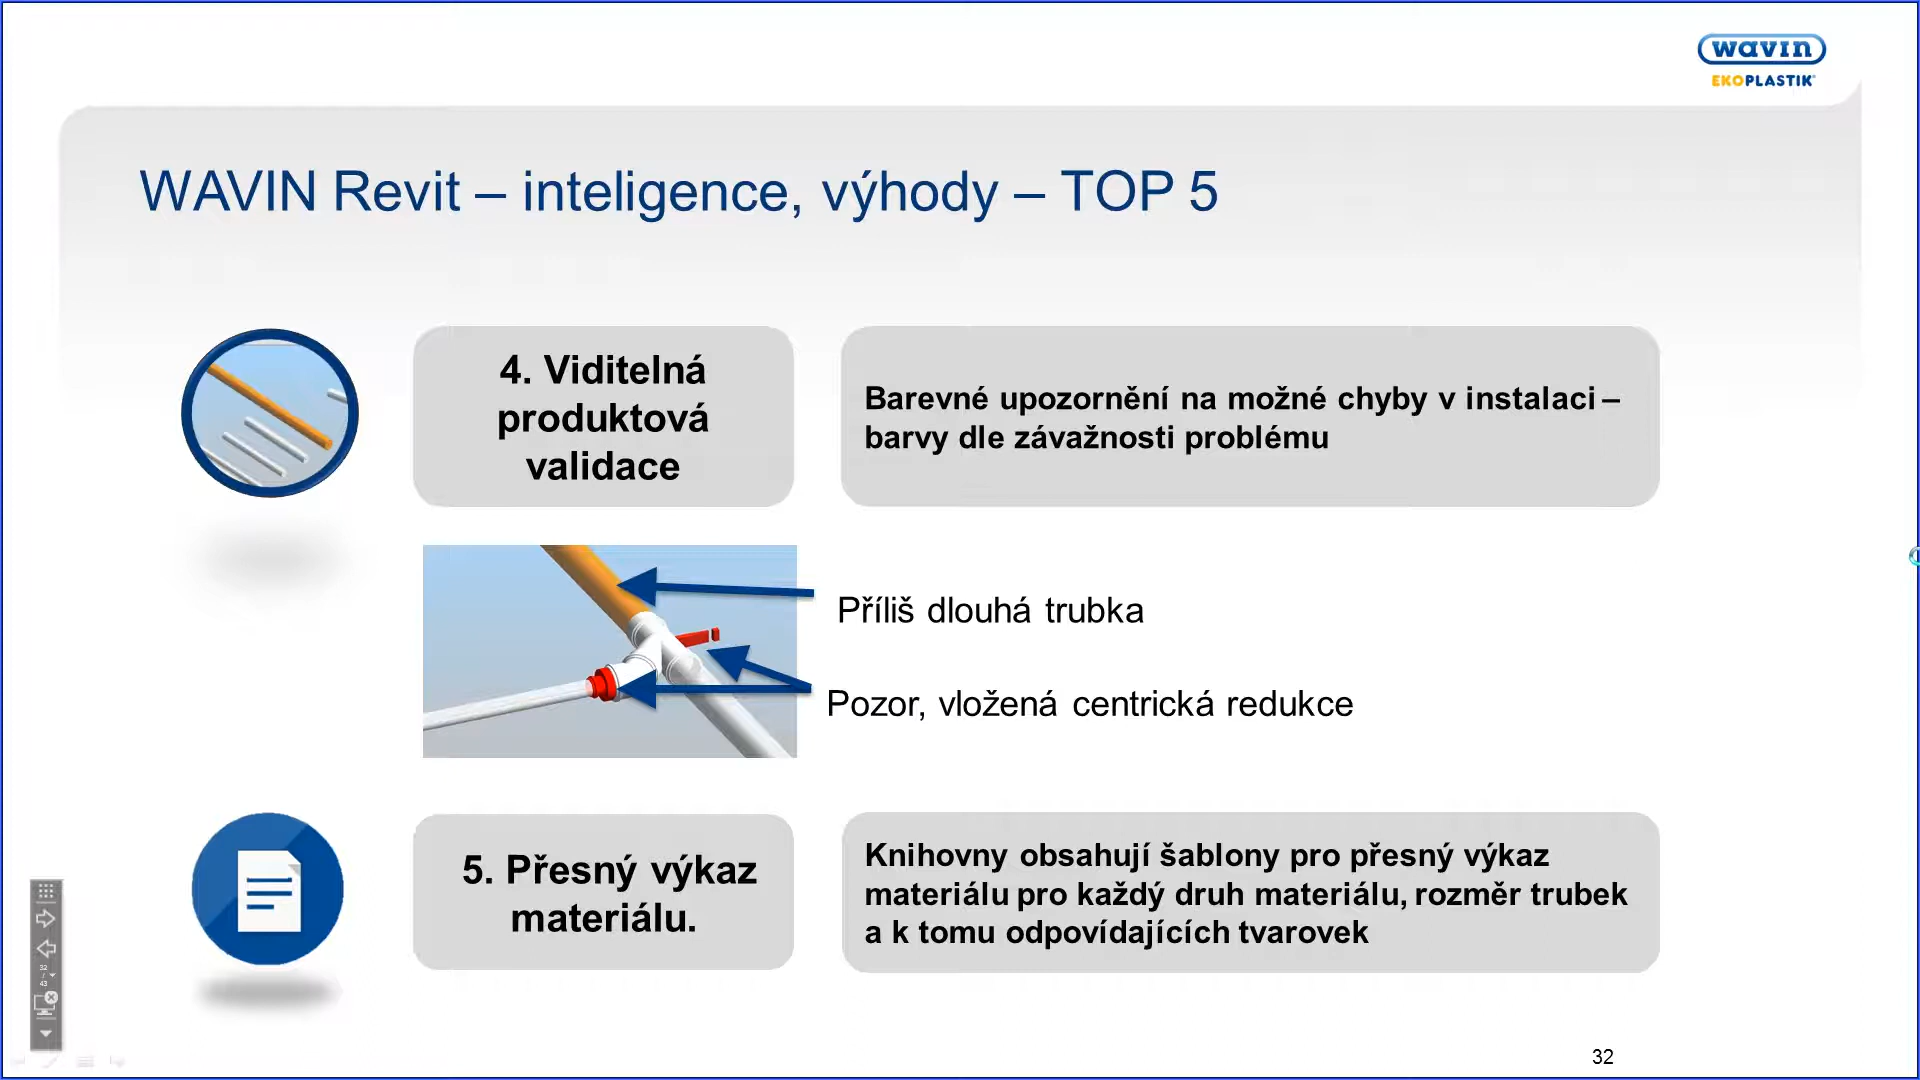 wavin
EKOPLASTIK
WAVIN Revit – inteligence, výhody – TOP 5
4. Viditelná
produktová
validace
Barevné upozornění na možné chyby v instalaci –
barvy dle závažnosti problému
Příliš dlouhá trubka
Pozor, vložená centrická redukce
5. Přesný výkaz
materiálu.
Knihovny obsahují šablony pro přesný výkaz
materiálu pro každý druh materiálu, rozměr trubek
a k tomu odpovídajících tvarovek
32
/
43
32